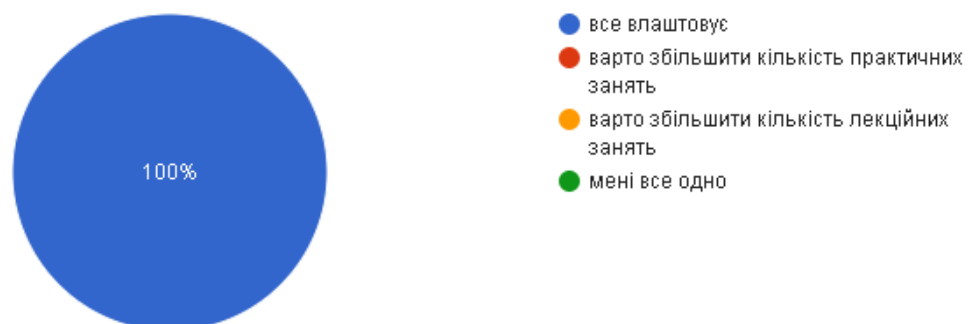 100%
все влаштовує
варто збільшити кількість практичних
занять
варто збільшити кількість лекційних
занять
мені все одно